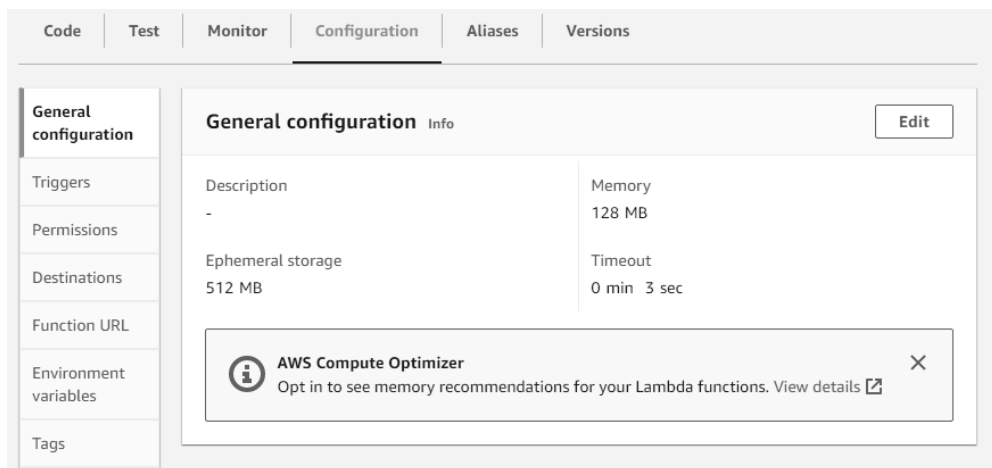 Code Test Monitor Configuration Aliases Versions
General
configuration
Triggers
Permissions
Destinations
Function URL
Environment
variables
Tags
General configuration Info
Edit
Description
-
Memory
128 MB
Ephemeral storage
512 MB
Timeout
0 min 3 sec
AWS Compute Optimizer
Opt in to see memory recommendations for your Lambda functions. View details